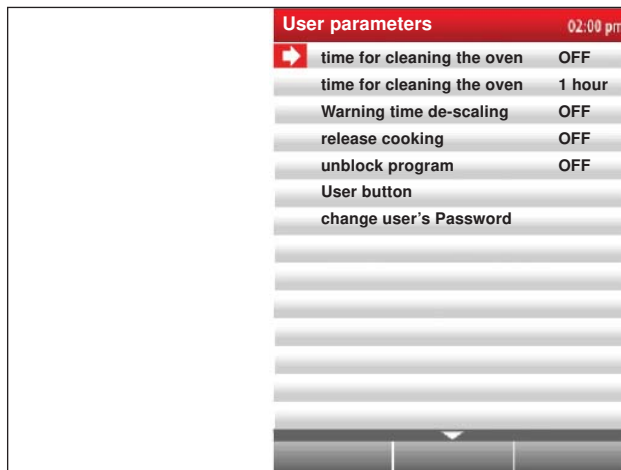 User parameters 02:00 pm
time for cleaning the oven OFF
time for cleaning the oven 1 hour
Warning time de-scaling OFF
release cooking OFF
unblock program OFF
User button
change user's Password